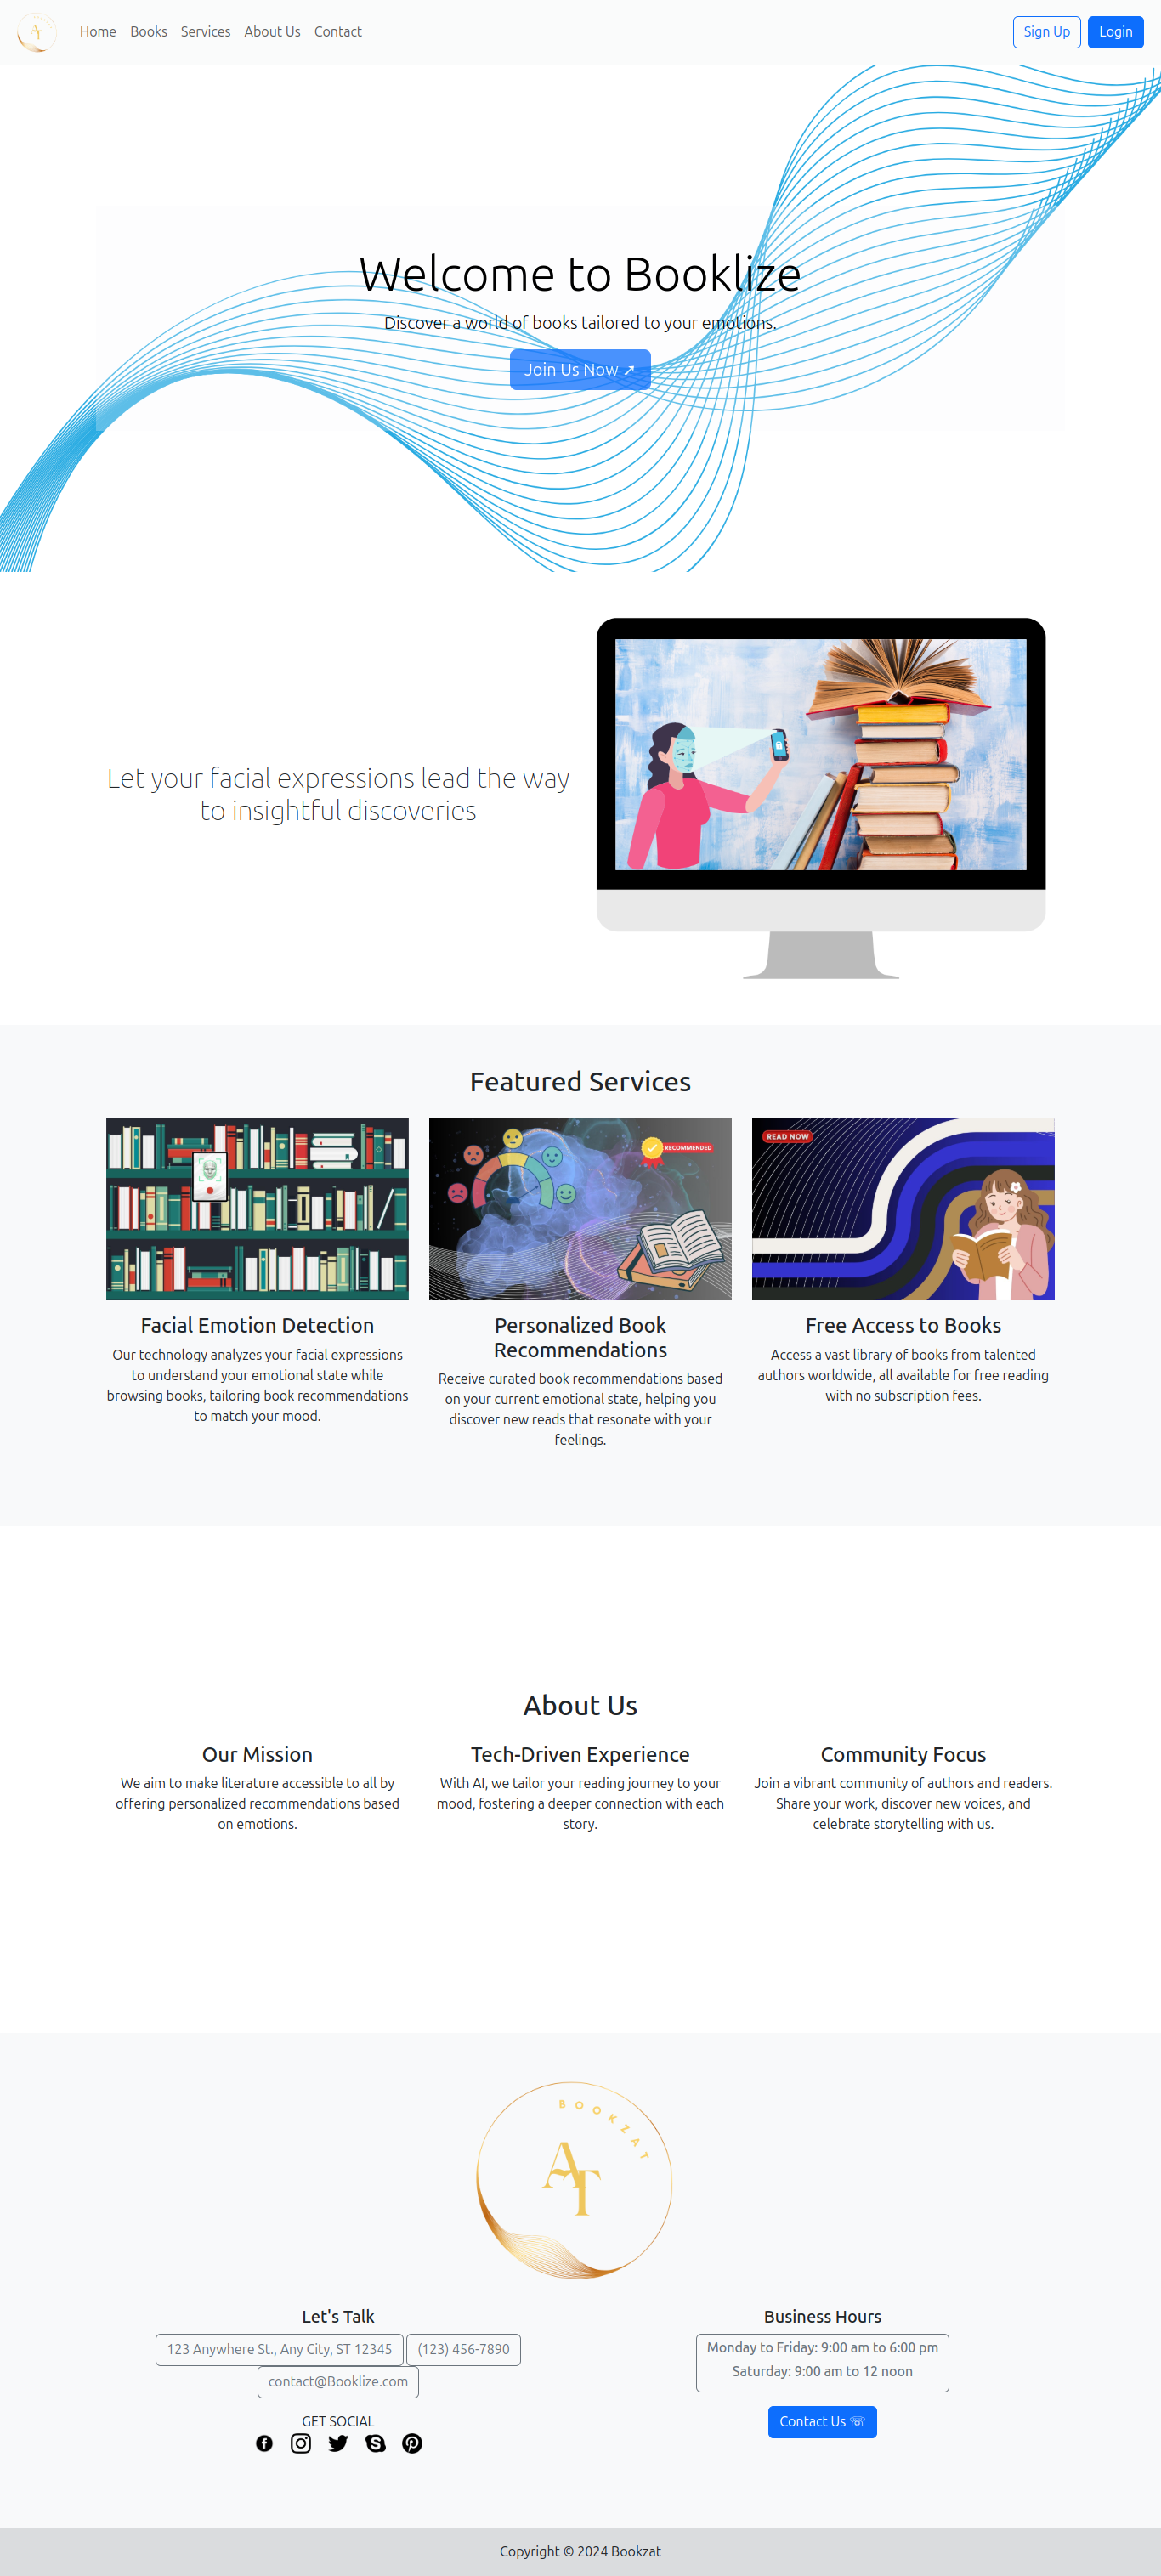 AT
Home Books Services About Us Contact
Sign Up Login
Welcome to Booklize
Discover a world of books tailored to your emotions.
Join Us Now ↗
Let your facial expressions lead the way
to insightful discoveries
Featured Services
RECOMMENDED
READ NOW
Facial Emotion Detection
Our technology analyzes your facial expressions
to understand your emotional state while
browsing books, tailoring book recommendations
to match your mood.
Personalized Book
Recommendations
Receive curated book recommendations based
on your current emotional state, helping you
discover new reads that resonate with your
feelings.
Free Access to Books
Access a vast library of books from talented
authors worldwide, all available for free reading
with no subscription fees.
About Us
Our Mission
We aim to make literature accessible to all by
offering personalized recommendations based
on emotions.
Tech-Driven Experience
With AI, we tailor your reading journey to your
mood, fostering a deeper connection with each
story.
Community Focus
Join a vibrant community of authors and readers.
Share your work, discover new voices, and
celebrate storytelling with us.
BOOKZAT
AT
Let's Talk
123 Anywhere St., Any City, ST 12345
(123) 456-7890
contact@Booklize.com
GET SOCIAL
Business Hours
Monday to Friday: 9:00 am to 6:00 pm
Saturday: 9:00 am to 12 noon
Contact Us ☏
Copyright © 2024 Bookzat